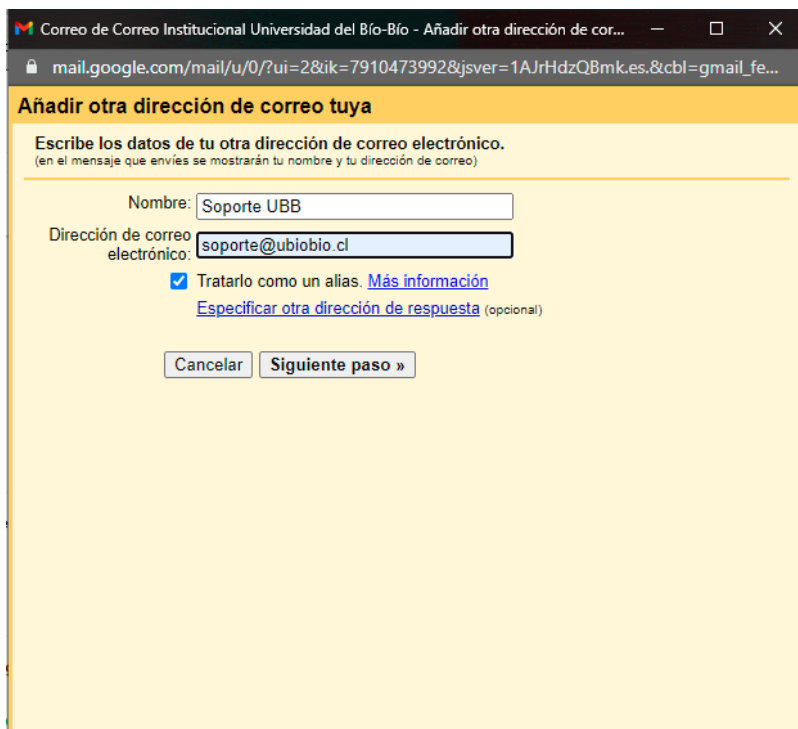 Correo de Correo Institucional Universidad del Bío-Bío - Añadir otra dirección de cor...
mail.google.com/mail/u/0/?ui=2&ik=7910473992&jsver=1AJrHdzQBmk.es.&cbl=gmail_fe...
Añadir otra dirección de correo tuya
Escribe los datos de tu otra dirección de correo electrónico.
(en el mensaje que envíes se mostrarán tu nombre y tu dirección de correo)
Nombre: Soporte UBB
Dirección de correo
electrónico: soporte@ubiobio.cl
Tratarlo como un alias. Más información
Especificar otra dirección de respuesta (opcional)
Cancelar Siguiente paso »